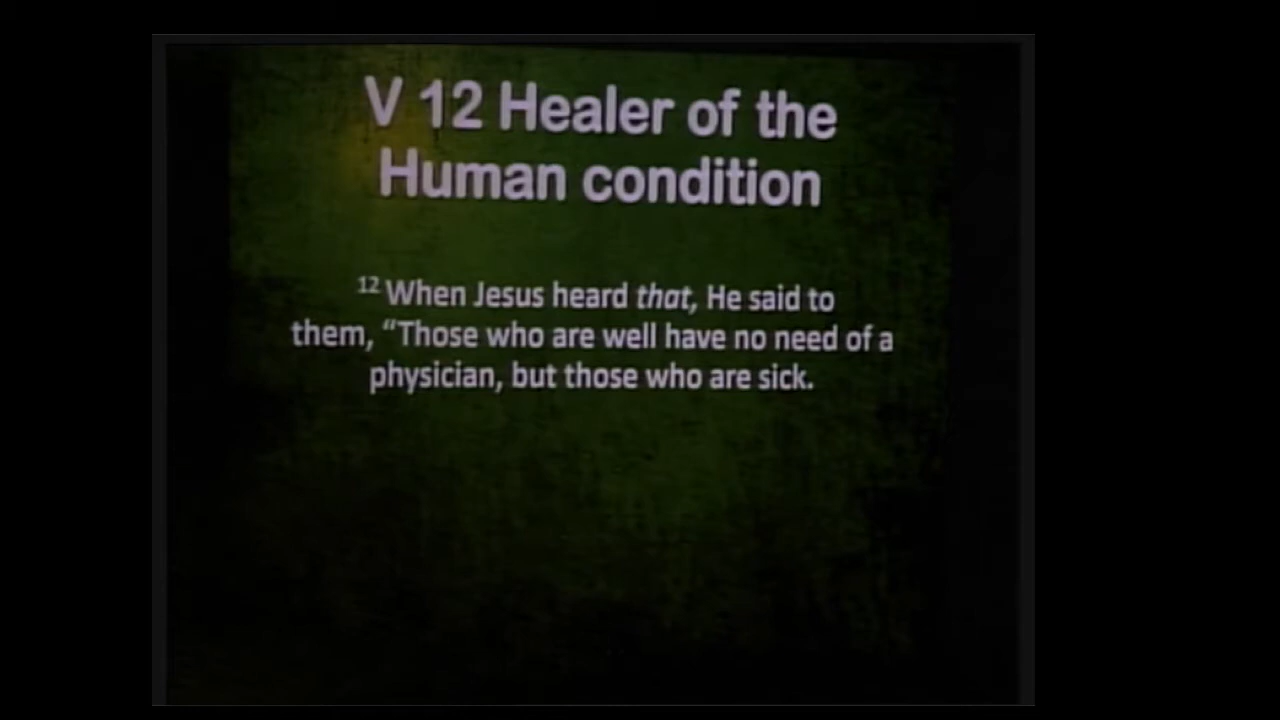 V 12 Healer of the
Human condition
12 When Jesus heard that, He said to
them, “Those who are well have no need of a
physician, but those who are sick.